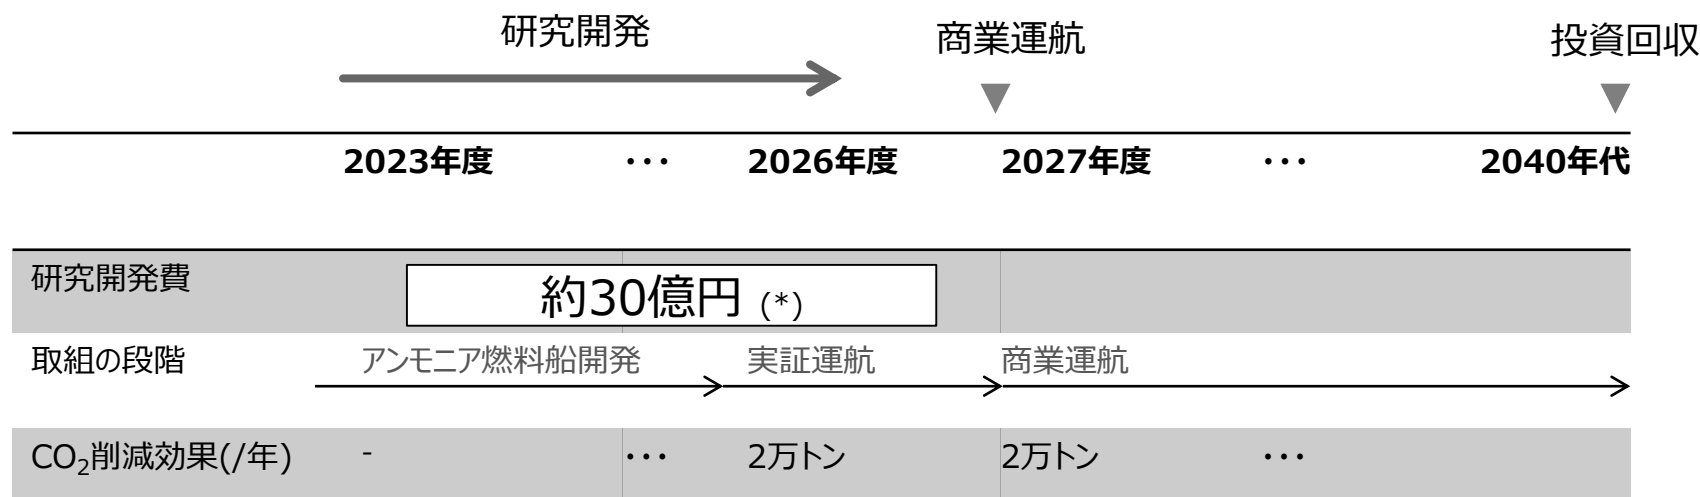 研究開発
商業運航
投資回収
2023年度 ・・・ 2026年度 2027年度 ・・・ 2040年代
研究開発費
約30億円 (*)
取組の段階 アンモニア燃料船開発 実証運航 商業運航
CO₂削減効果(/年) - ・・・ 2万トン 2万トン ・・・